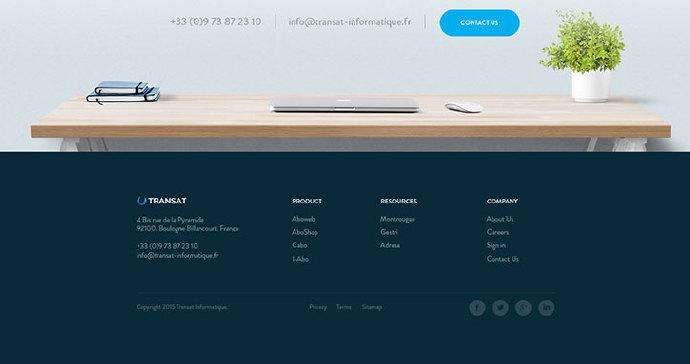 +33 (0)9 73 87 23 10
info@transat-informatique.fr
CONTACT US
TRANSAT
4 Bis rue de la Pyramide
92100, Boulogne Billancourt, France
+33 (0)9 73 87 23 10
info@transat-informatique.fr
PRODUCT
Aboweb
AboShop
Cabo
I-Abo
RESOURCES
Montrouges
Gestri
Adresa
COMPANY
About Us
Careers
Sign in
Contact Us
Copyright 2015 Transat Informatique.
Privacy
Terms
Sitemap